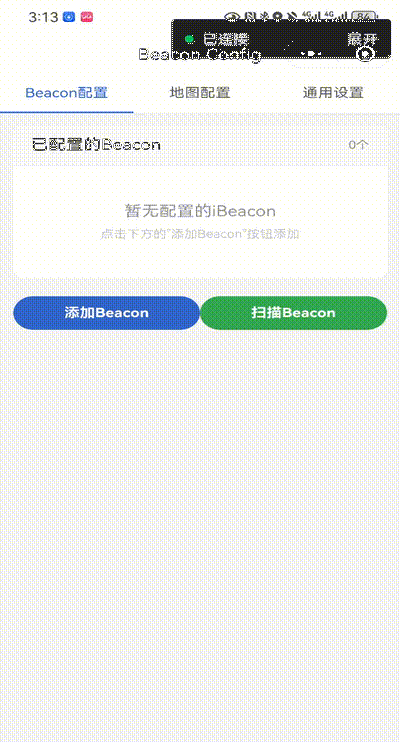 3:13
已连接 展开
Beacon Config
Beacon配置 地图配置 通用设置
已配置的Beacon 0个
暂无配置的iBeacon
点击下方的"添加Beacon"按钮添加
添加Beacon 扫描Beacon